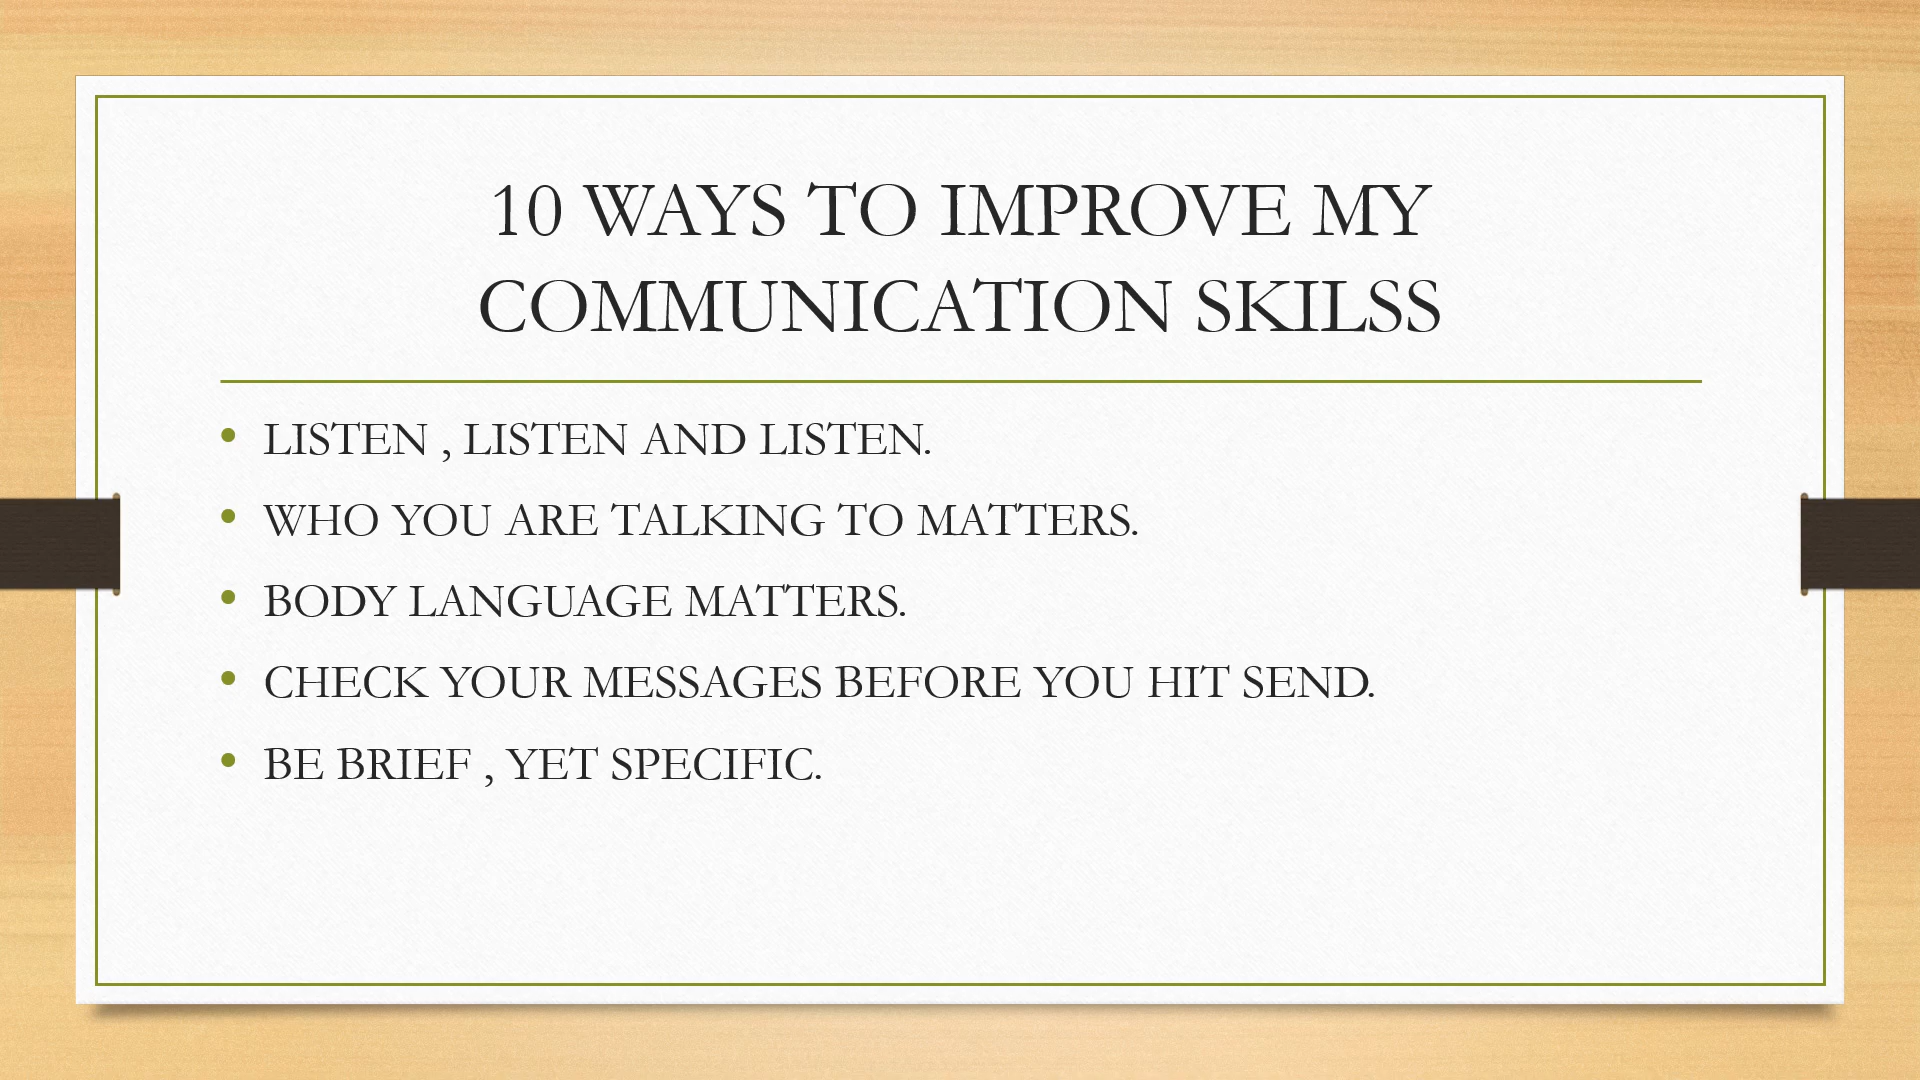 10 WAYS TO IMPROVE MY
COMMUNICATION SKILSS
• LISTEN , LISTEN AND LISTEN.
• WHO YOU ARE TALKING TO MATTERS.
• BODY LANGUAGE MATTERS.
• CHECK YOUR MESSAGES BEFORE YOU HIT SEND.
• BE BRIEF , YET SPECIFIC.